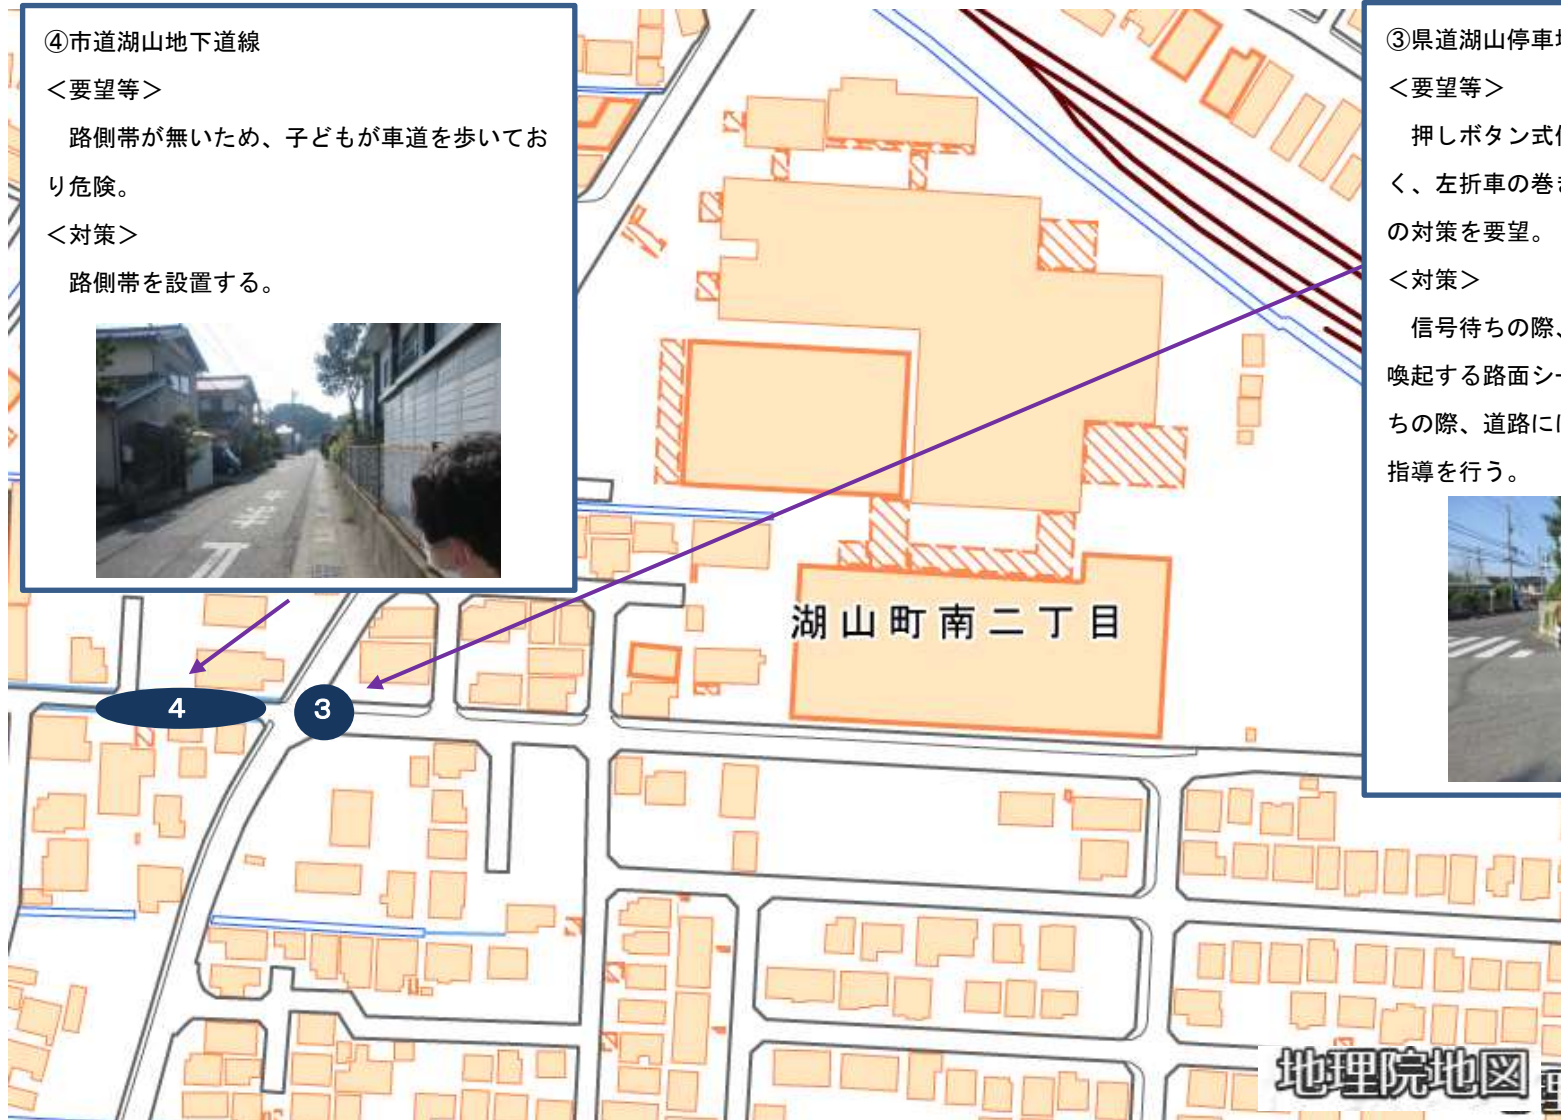 ④市道湖山地下道線
＜要望等＞
路側帯が無いため、子どもが車道を歩いてお
り危険。
＜対策＞
路側帯を設置する。
③県道湖山停車
＜要望等＞
押しボタン式
く、左折車の巻
の対策を要望。
＜対策＞
信号待ちの際、
喚起する路面シ
ちの際、道路に
指導を行う。
湖山町南二丁目
4
3
地理院地図